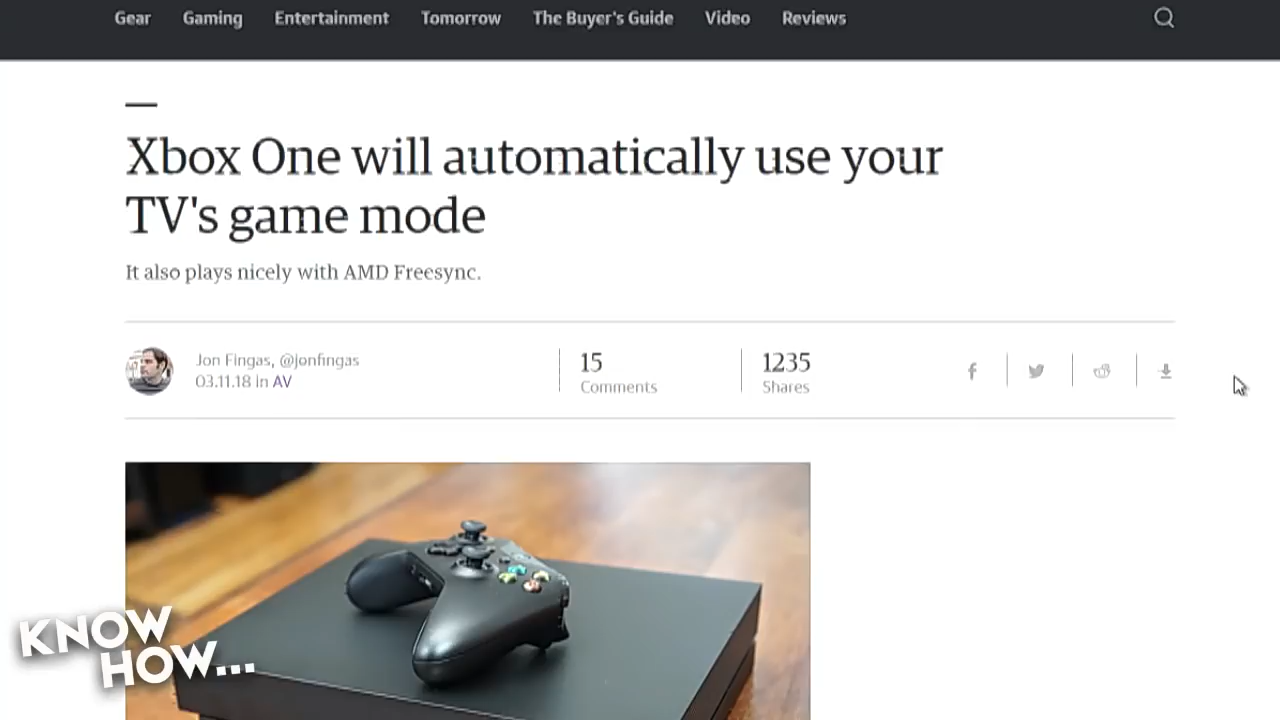 Gear Gaming Entertainment Tomorrow The Buyer's Guide Video Reviews
Xbox One will automatically use your
TV's game mode
It also plays nicely with AMD Freesync.
Jon Fingas, @jonfingas
03.11.18 in AV
15
Comments
1235
Shares
KNOW
HOW...